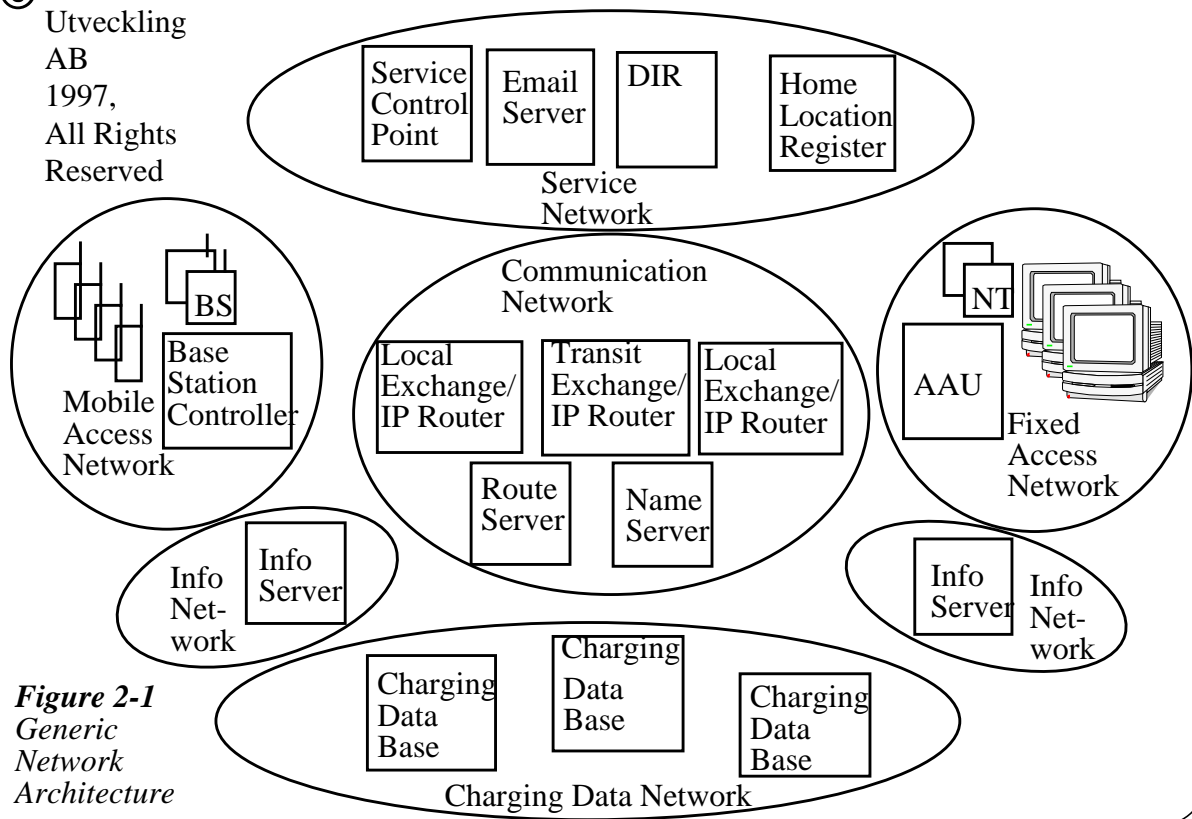 ©
Utveckling
AB
1997,
All Rights
Reserved
Service
Control
Point
Email
Server
DIR
Home
Location
Register
Service
Network
BS
Base
Station
Controller
Mobile
Access
Network
Communication
Network
Local
Exchange/
IP Router
Transit
Exchange/
IP Router
Local
Exchange/
IP Router
Route
Server
Name
Server
NT
AAU
Fixed
Access
Network
Info
Net-
work
Info
Server
Info
Server
Info
Net-
work
Charging
Data
Base
Charging
Data
Base
Charging
Data
Base
Charging Data Network
Figure 2-1
Generic
Network
Architecture